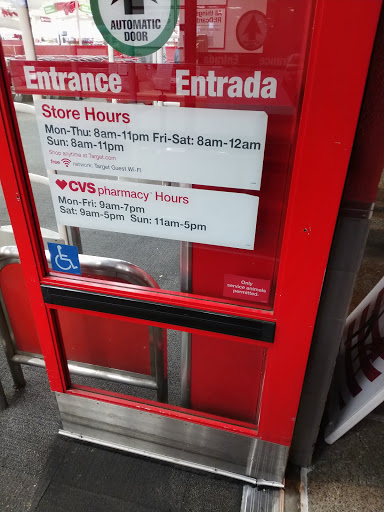 AUTOMATIC
DOOR
Entrance Entrada
Store Hours
Mon-Thu: 8am-11pm Fri-Sat: 8am-12am
Sun: 8am-11pm
Shop anytime at Target.com
free network: Target Guest Wi-Fi
CVS pharmacy Hours
Mon-Fri: 9am-7pm
Sat: 9am-5pm Sun: 11am-5pm
Only
service animals
permitted.